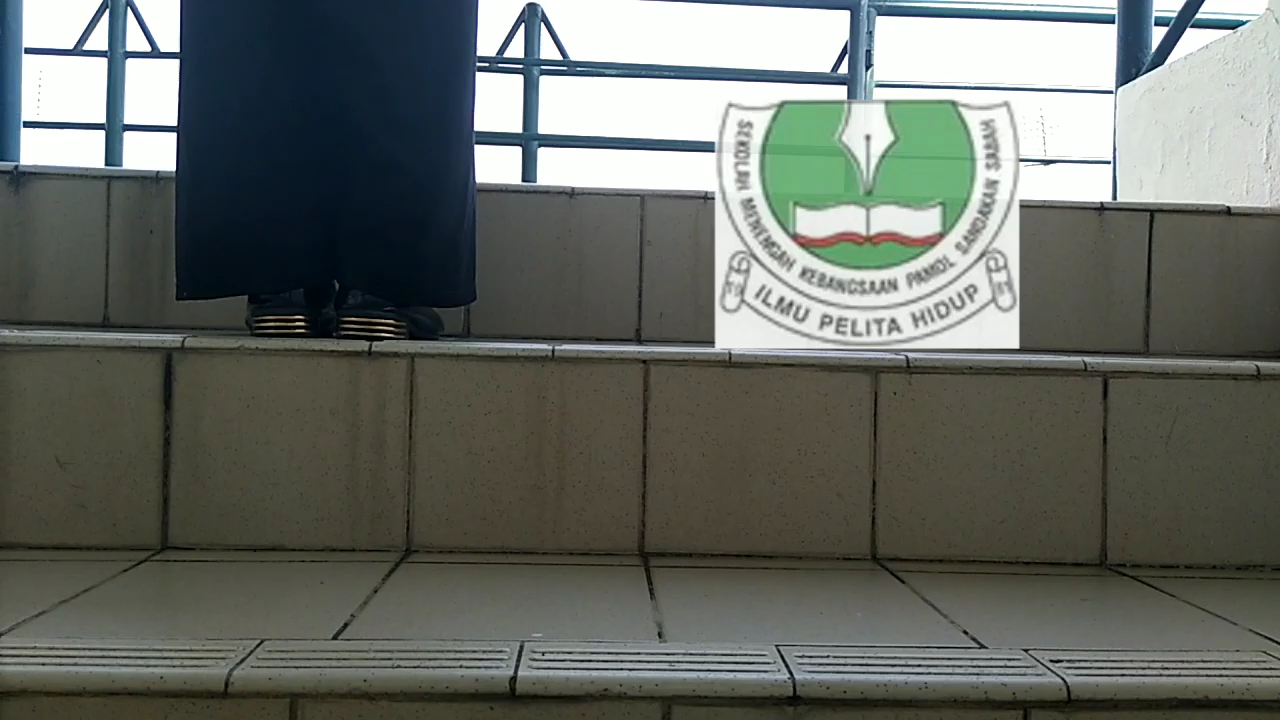 SEKOLAH MENENGAH KEBANGSAAN PAMOL SANDAKAN SABAH
ILMU PELITA HIDUP